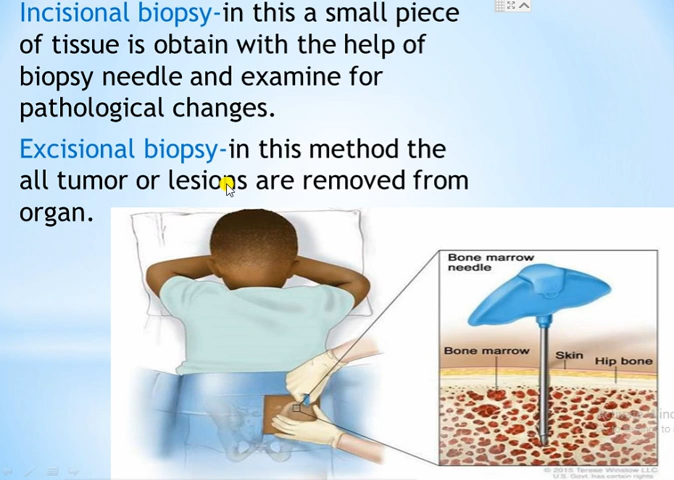 Incisional biopsy-in this a small piece
of tissue is obtain with the help of
biopsy needle and examine for
pathological changes.
Excisional biopsy-in this method the
all tumor or lesions are removed from
organ.
Bone marrow
needle
Bone marrow
Skin
Hip bone
© 2015 Terese Winslow LLC
U.S. Govt. has certain rights